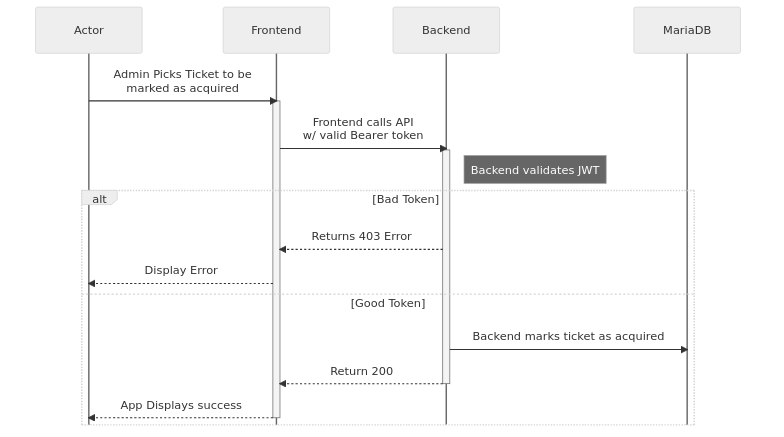 Actor
Frontend
Backend
MariaDB
Admin Picks Ticket to be
marked as acquired
Frontend calls API
w/ valid Bearer token
Backend validates JWT
alt
[Bad Token]
Returns 403 Error
Display Error
[Good Token]
Backend marks ticket as acquired
Return 200
App Displays success